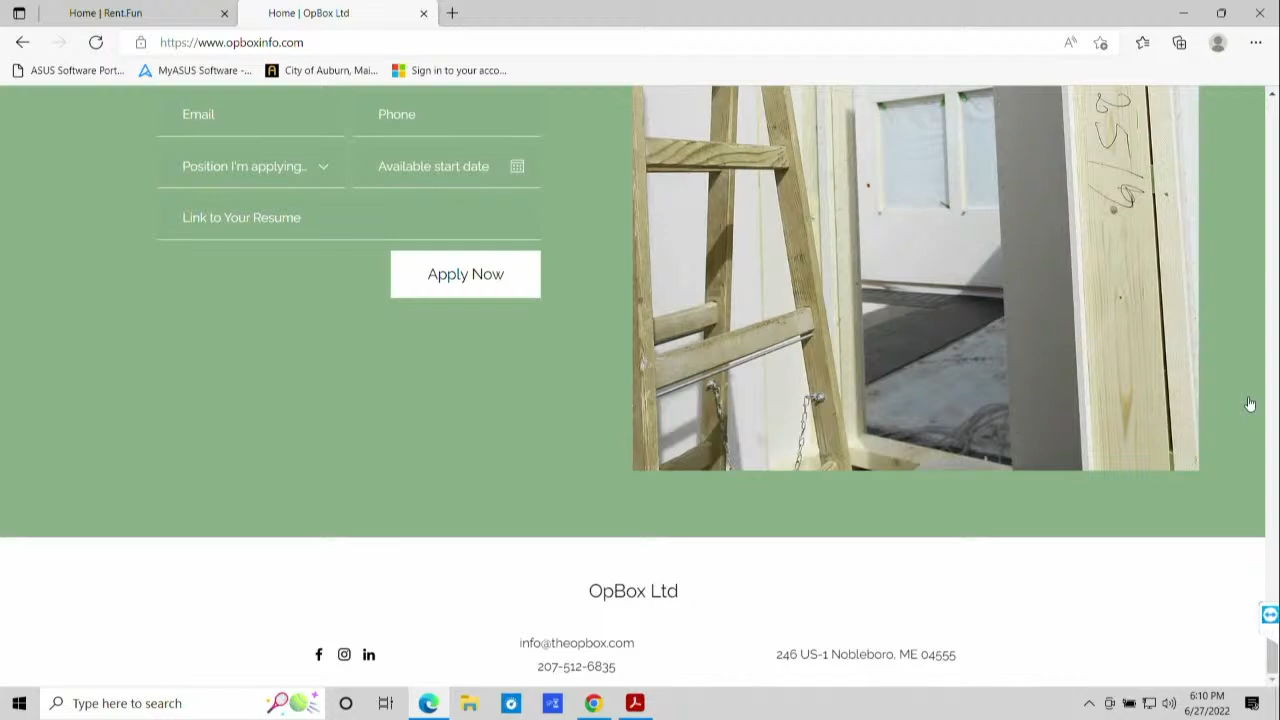 Home | Rent.Fun
Home | OpBox Ltd
https://www.opboxinfo.com
ASUS Software Port...
MyASUS Software -...
City of Auburn, Mai...
Sign in to your acco...
Email
Phone
Position I'm applying...
Available start date
Link to Your Resume
Apply Now
OpBox Ltd
info@theopbox.com
207-512-6835
246 US-1 Nobleboro, ME 04555
Type here to search
6:10 PM
6/27/2022